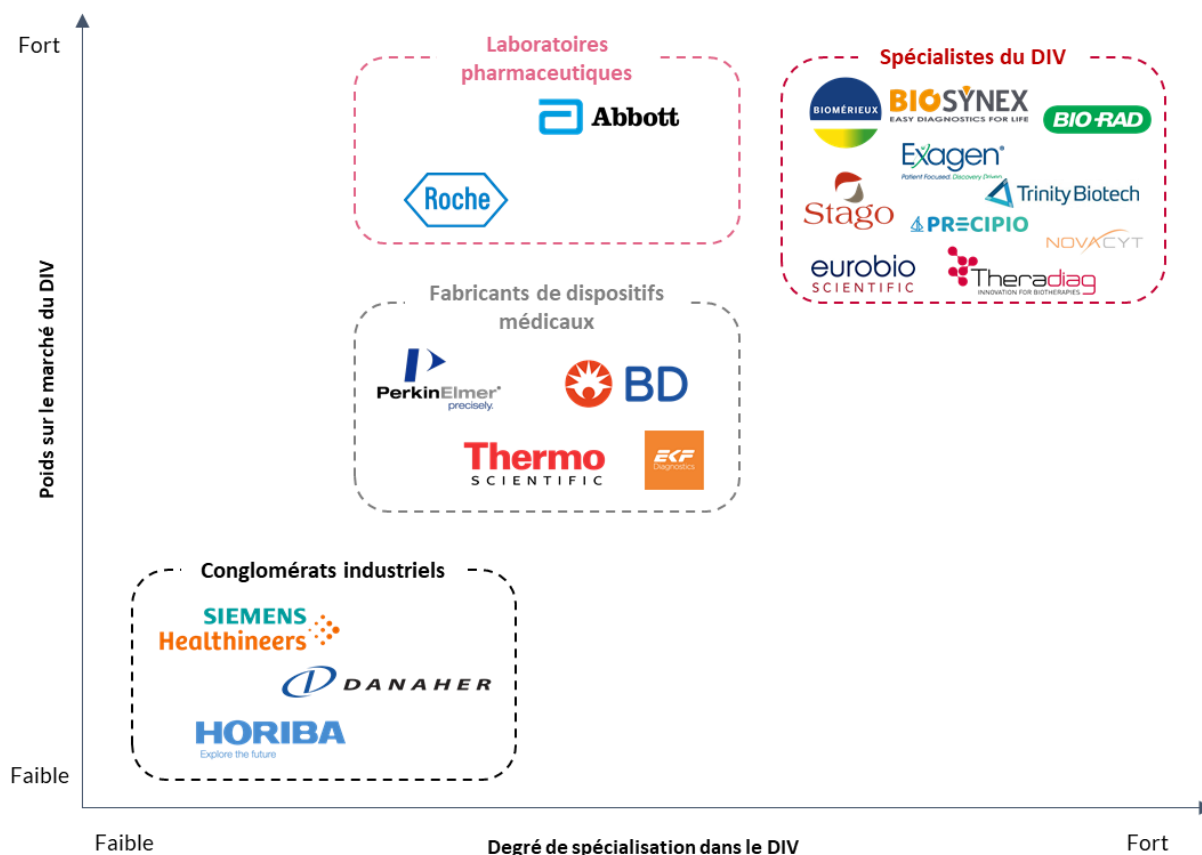 Fort
Poids sur le marché du DIV
Faible
Laboratoires
pharmaceutiques
Abbott
Roche
Spécialistes du DIV
BIOMÉRIEUX
BIOSYNEX
EASY DIAGNOSTICS FOR LIFE
BIO-RAD
Exagen®
Patient Focused. Discovery Driven.
Stago
Trinity Biotech
PRECIPIO
NOVACYT
eurobio
SCIENTIFIC
Theradiag
INNOVATION FOR BIOTHERAPIES
Fabricants de dispositifs
médicaux
PerkinElmer®
precisely.
BD
Thermo
SCIENTIFIC
EKF
Diagnostics
Conglomérats industriels
SIEMENS
Healthineers
DANAHER
HORIBA
Explore the future
Faible
Degré de spécialisation dans le DIV
Fort